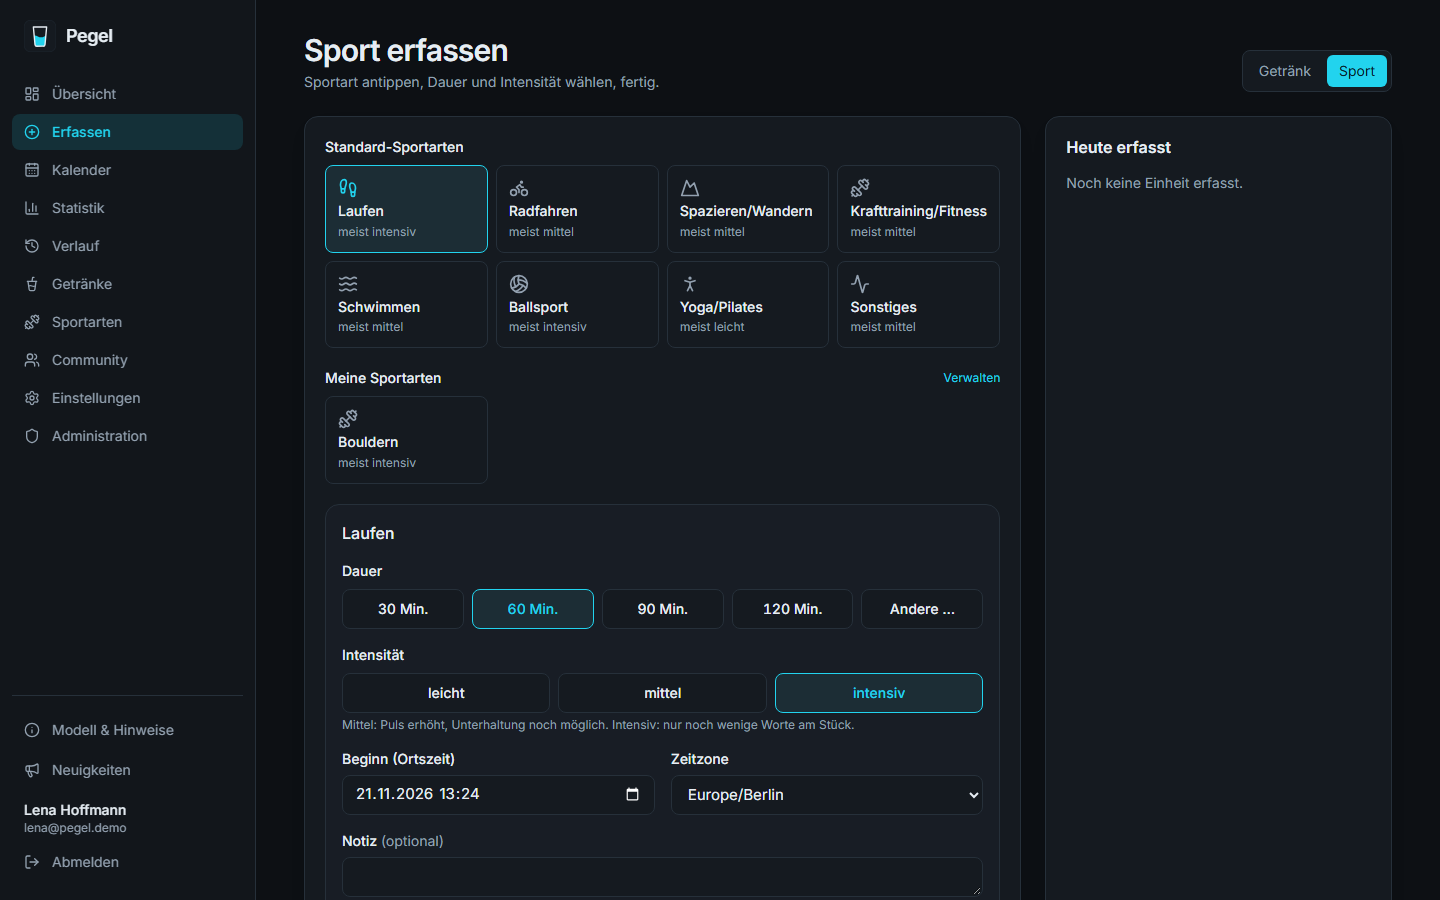 Pegel
Übersicht
Erfassen
Kalender
Statistik
Verlauf
Getränke
Sportarten
Community
Einstellungen
Administration
Modell & Hinweise
Neuigkeiten
Lena Hoffmann
lena@pegel.demo
Abmelden
Sport erfassen
Sportart antippen, Dauer und Intensität wählen, fertig.
Getränk Sport
Standard-Sportarten
Laufen
meist intensiv
Radfahren
meist mittel
Spazieren/Wandern
meist mittel
Krafttraining/Fitness
meist mittel
Schwimmen
meist mittel
Ballsport
meist intensiv
Yoga/Pilates
meist leicht
Sonstiges
meist mittel
Meine Sportarten Verwalten
Bouldern
meist intensiv
Laufen
Dauer
30 Min. 60 Min. 90 Min. 120 Min. Andere ...
Intensität
leicht mittel intensiv
Mittel: Puls erhöht, Unterhaltung noch möglich. Intensiv: nur noch wenige Worte am Stück.
Beginn (Ortszeit)
21.11.2026 13:24
Zeitzone
Europe/Berlin
Notiz (optional)
Heute erfasst
Noch keine Einheit erfasst.